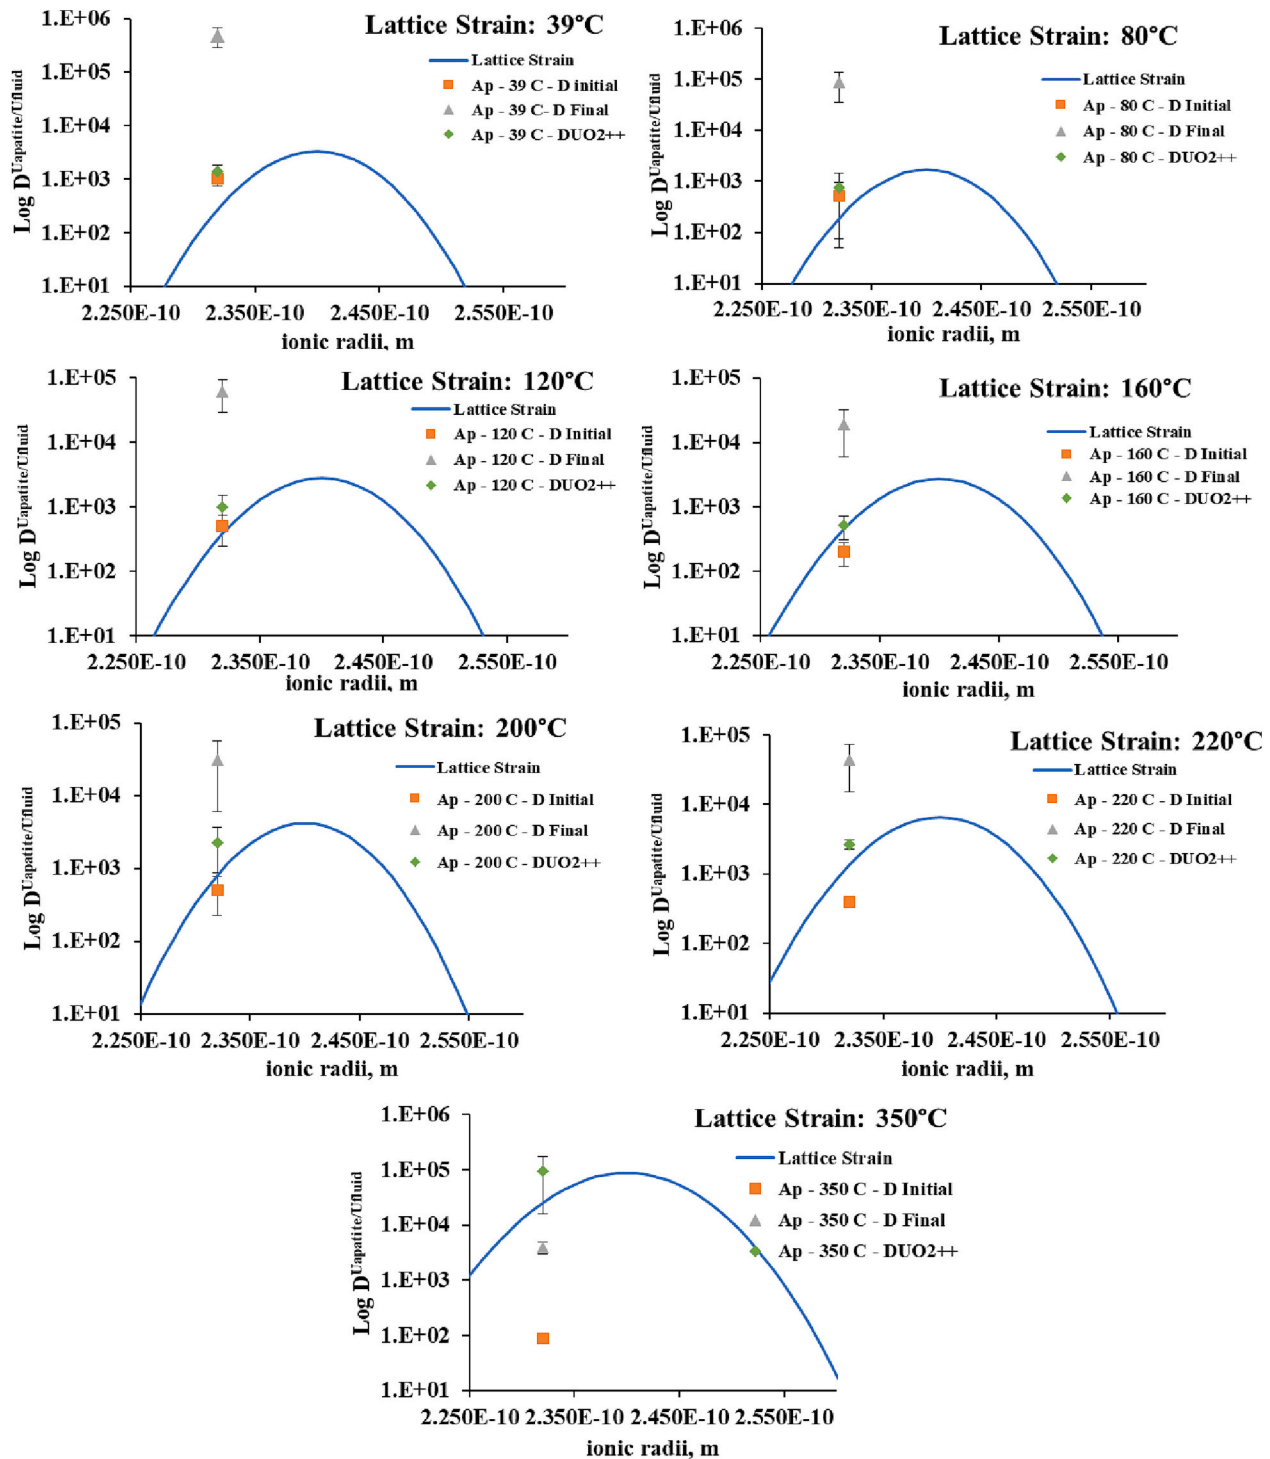 Lattice Strain: 39°C
Lattice Strain
Ap - 39 C - D initial
Ap - 39 C- D Final
Ap - 39 C - DUO2++
Log D^Uapatite/Ufluid
1.E+06
1.E+05
1.E+04
1.E+03
1.E+02
1.E+01
2.250E-10 2.350E-10 2.450E-10 2.550E-10
ionic radii, m
Lattice Strain: 80°C
Lattice Strain
Ap - 80 C - D Initial
Ap - 80 C - D Final
Ap - 80 C - DUO2++
Log D^Uapatite/Ufluid
1.E+06
1.E+05
1.E+04
1.E+03
1.E+02
1.E+01
2.250E-10 2.350E-10 2.450E-10 2.550E-10
ionic radii, m
Lattice Strain: 120°C
Lattice Strain
Ap - 120 C - D Initial
Ap - 120 C - D Final
Ap - 120 C - DUO2++
Log D^Uapatite/Ufluid
1.E+05
1.E+04
1.E+03
1.E+02
1.E+01
2.250E-10 2.350E-10 2.450E-10 2.550E-10
ionic radii, m
Lattice Strain: 160°C
Lattice Strain
Ap - 160 C - D Initial
Ap - 160 C - D Final
Ap - 160 C - DUO2++
Log D^Uapatite/Ufluid
1.E+05
1.E+04
1.E+03
1.E+02
1.E+01
2.250E-10 2.350E-10 2.450E-10 2.550E-10
ionic radii, m
Lattice Strain: 200°C
Lattice Strain
Ap - 200 C - D Initial
Ap - 200 C - D Final
Ap - 200 C - DUO2++
Log D^Uapatite/Ufluid
1.E+05
1.E+04
1.E+03
1.E+02
1.E+01
2.250E-10 2.350E-10 2.450E-10 2.550E-10
ionic radii, m
Lattice Strain: 220°C
Lattice Strain
Ap - 220 C - D Initial
Ap - 220 C - D Final
Ap - 220 C - DUO2++
Log D^Uapatite/Ufluid
1.E+05
1.E+04
1.E+03
1.E+02
1.E+01
2.250E-10 2.350E-10 2.450E-10 2.550E-10
ionic radii, m
Lattice Strain: 350°C
Lattice Strain
Ap - 350 C - D Initial
Ap - 350 C - D Final
Ap - 350 C - DUO2++
Log D^Uapatite/Ufluid
1.E+06
1.E+05
1.E+04
1.E+03
1.E+02
1.E+01
2.250E-10 2.350E-10 2.450E-10 2.550E-10
ionic radii, m